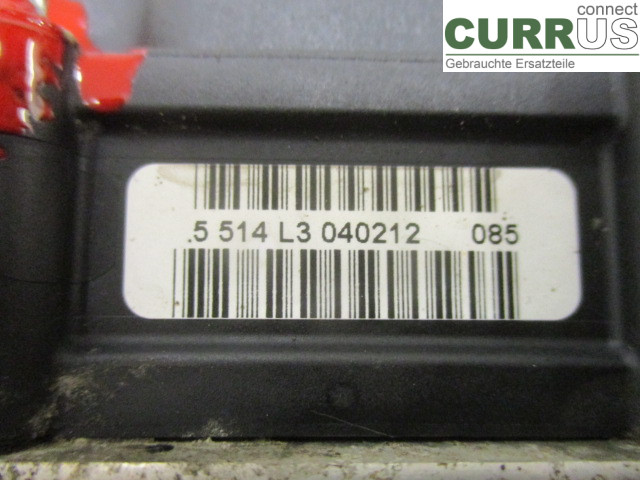 connect
CURRUS
Gebrauchte Ersatzteile
.5 514 L3 040212 085